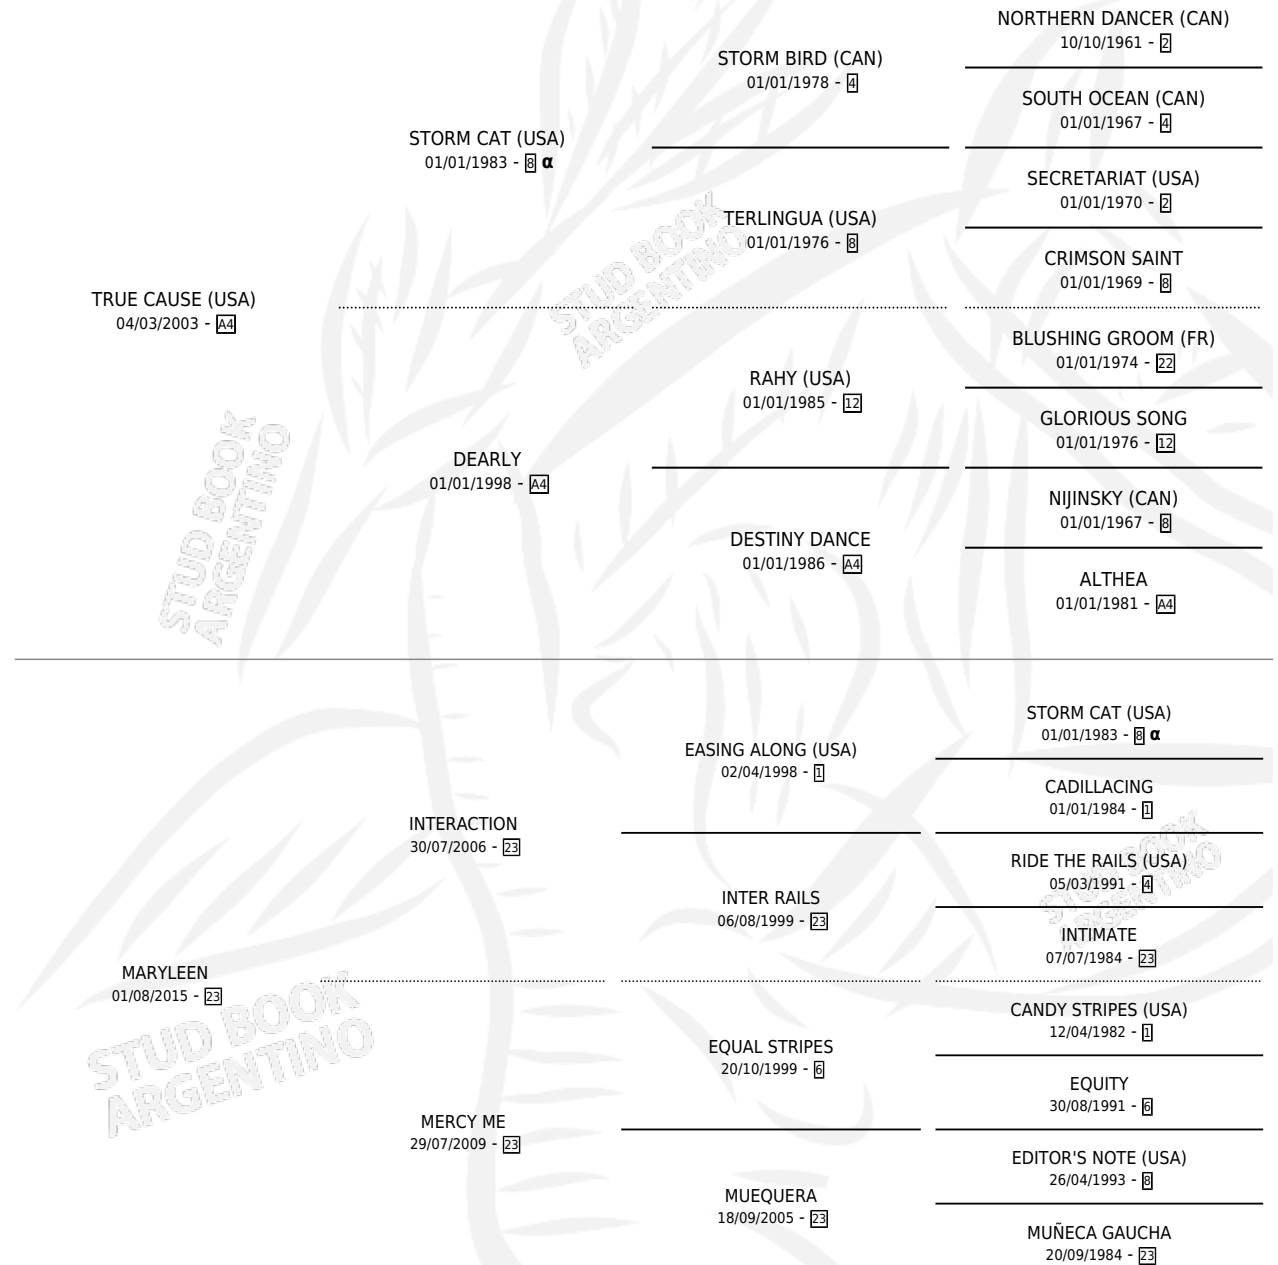 NORTHERN DANCER (CAN)
10/10/1961 - 2
STORM BIRD (CAN)
01/01/1978 - 4
SOUTH OCEAN (CAN)
01/01/1967 - 4
STORM CAT (USA)
01/01/1983 - 8 α
SECRETARIAT (USA)
01/01/1970 - 2
TERLINGUA (USA)
01/01/1976 - 8
CRIMSON SAINT
01/01/1969 - 8
TRUE CAUSE (USA)
04/03/2003 - A4
BLUSHING GROOM (FR)
01/01/1974 - 22
RAHY (USA)
01/01/1985 - 12
GLORIOUS SONG
01/01/1976 - 12
DEARLY
01/01/1998 - A4
NIJINSKY (CAN)
01/01/1967 - 8
DESTINY DANCE
01/01/1986 - A4
ALTHEA
01/01/1981 - A4
STORM CAT (USA)
01/01/1983 - 8 α
EASING ALONG (USA)
02/04/1998 - 1
CADILLACING
01/01/1984 - 1
INTERACTION
30/07/2006 - 23
RIDE THE RAILS (USA)
05/03/1991 - 4
INTER RAILS
06/08/1999 - 23
INTIMATE
07/07/1984 - 23
MARYLEEN
01/08/2015 - 23
CANDY STRIPES (USA)
12/04/1982 - 1
EQUAL STRIPES
20/10/1999 - 6
EQUITY
30/08/1991 - 6
MERCY ME
29/07/2009 - 23
EDITOR'S NOTE (USA)
26/04/1993 - 8
MUEQUERA
18/09/2005 - 23
MUÑECA GAUCHA
20/09/1984 - 23
STUD BOOK
ARGENTINO
STUD BOOK
ARGENTINO
STUD BOOK
ARGENTINO
STUD BOOK
ARGENTINO